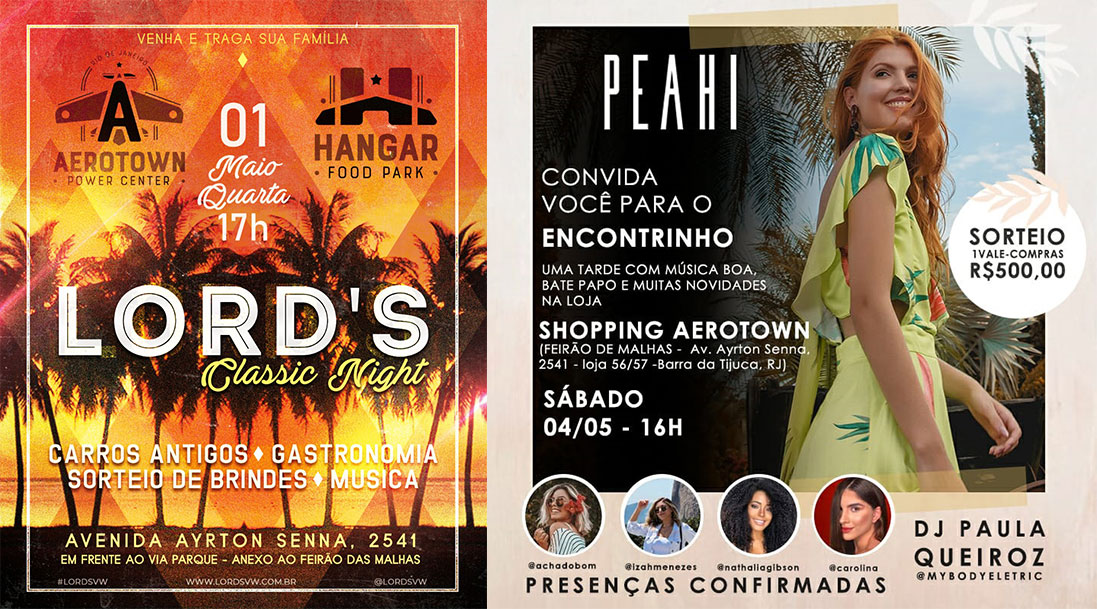 VENHA E TRAGA SUA FAMÍLIA
RIO DE JANEIRO
A
AEROTOWN
· POWER CENTER ·
01
Maio
Quarta
17h
HANGAR
· FOOD PARK ·
LORD'S
Classic Night
CARROS ANTIGOS ♦ GASTRONOMIA
SORTEIO DE BRINDES ♦ MUSICA
AVENIDA AYRTON SENNA, 2541
EM FRENTE AO VIA PARQUE - ANEXO AO FEIRÃO DAS MALHAS
#LORDSVW
WWW.LORDSVW.COM.BR
@LORDSVW
PEAHI
CONVIDA
VOCÊ PARA O
ENCONTRINHO
UMA TARDE COM MÚSICA BOA,
BATE PAPO E MUITAS NOVIDADES
NA LOJA
SHOPPING AEROTOWN
(FEIRÃO DE MALHAS - Av. Ayrton Senna,
2541 - loja 56/57 -Barra da Tijuca, RJ)
SÁBADO
04/05 - 16H
SORTEIO
1VALE-COMPRAS
R$500,00
@achadobom
@izahmenezes
@nathaliagibson
@carolina
PRESENÇAS CONFIRMADAS
DJ PAULA
QUEIROZ
@MYBODYELETRIC